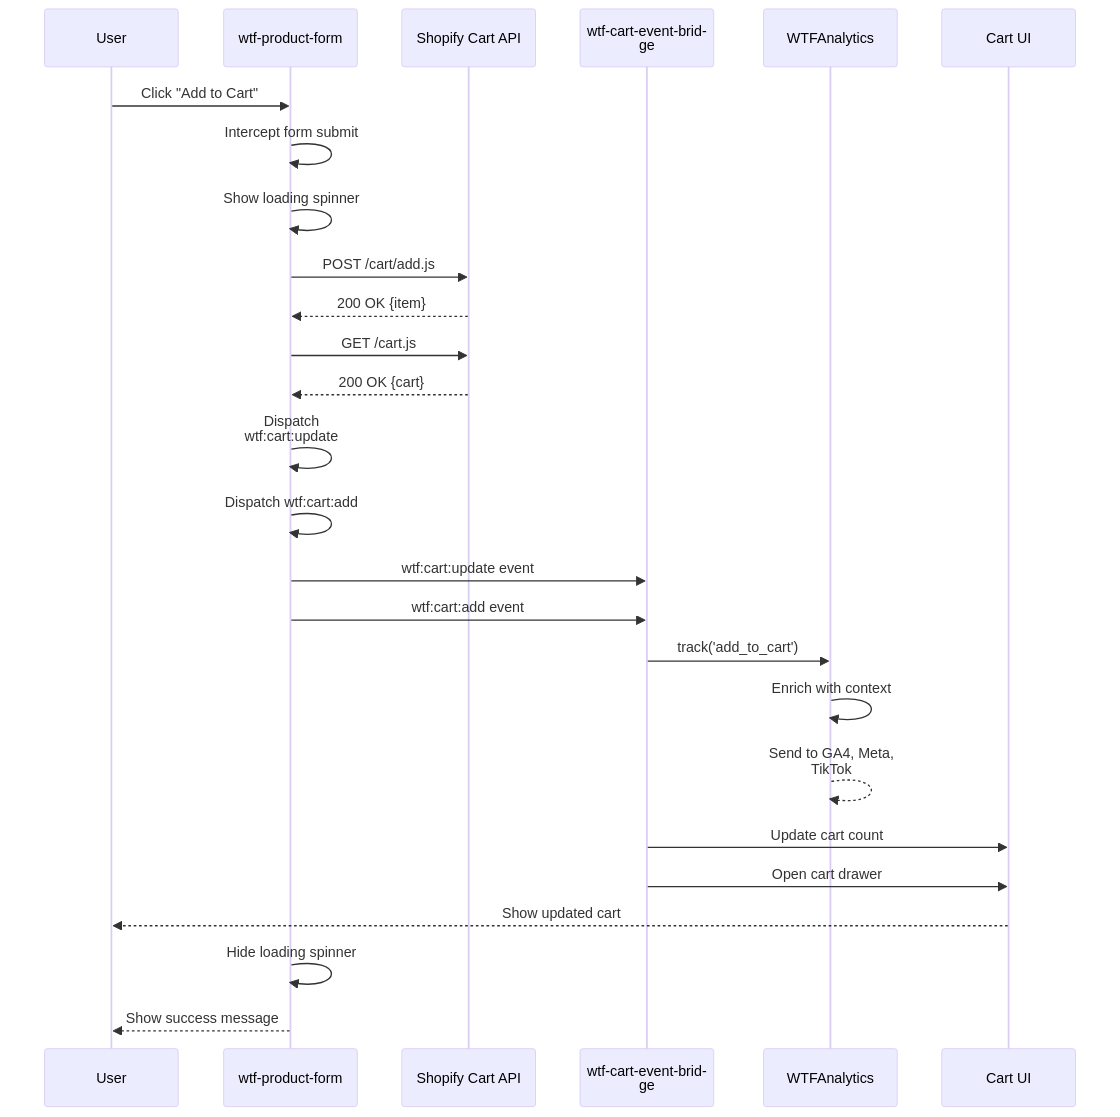 User
wtf-product-form
Shopify Cart API
wtf-cart-event-brid-
ge
WTFAnalytics
Cart UI
Click "Add to Cart"
Intercept form submit
Show loading spinner
POST /cart/add.js
200 OK {item}
GET /cart.js
200 OK {cart}
Dispatch
wtf:cart:update
Dispatch wtf:cart:add
wtf:cart:update event
wtf:cart:add event
track('add_to_cart')
Enrich with context
Send to GA4, Meta,
TikTok
Update cart count
Open cart drawer
Show updated cart
Hide loading spinner
Show success message
User
wtf-product-form
Shopify Cart API
wtf-cart-event-brid-
ge
WTFAnalytics
Cart UI